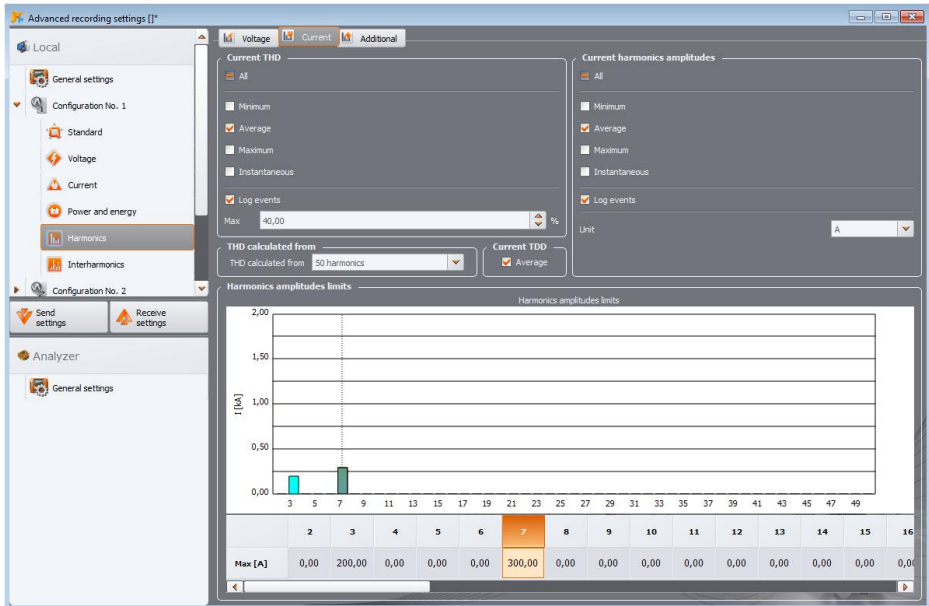 Advanced recording settings []*
Local
General settings
Configuration No. 1
Standard
Voltage
Current
Power and energy
Harmonics
Interharmonics
Configuration No. 2
Send settings
Receive settings
Analyzer
General settings
Voltage Current Additional
Current THD
All
Minimum
Average
Maximum
Instantaneous
Log events
Max 40,00 %
Current harmonics amplitudes
All
Minimum
Average
Maximum
Instantaneous
Log events
Unit A
THD calculated from
THD calculated from 50 harmonics
Current TDD
Average
Harmonics amplitudes limits
Harmonics amplitudes limits
I [kA]
2,00
1,50
1,00
0,50
0,00
3 5 7 9 11 13 15 17 19 21 23 25 27 29 31 33 35 37 39 41 43 45 47 49
2 3 4 5 6 7 8 9 10 11 12 13 14 15 16
Max [A] 0,00 200,00 0,00 0,00 0,00 300,00 0,00 0,00 0,00 0,00 0,00 0,00 0,00 0,00 0,00